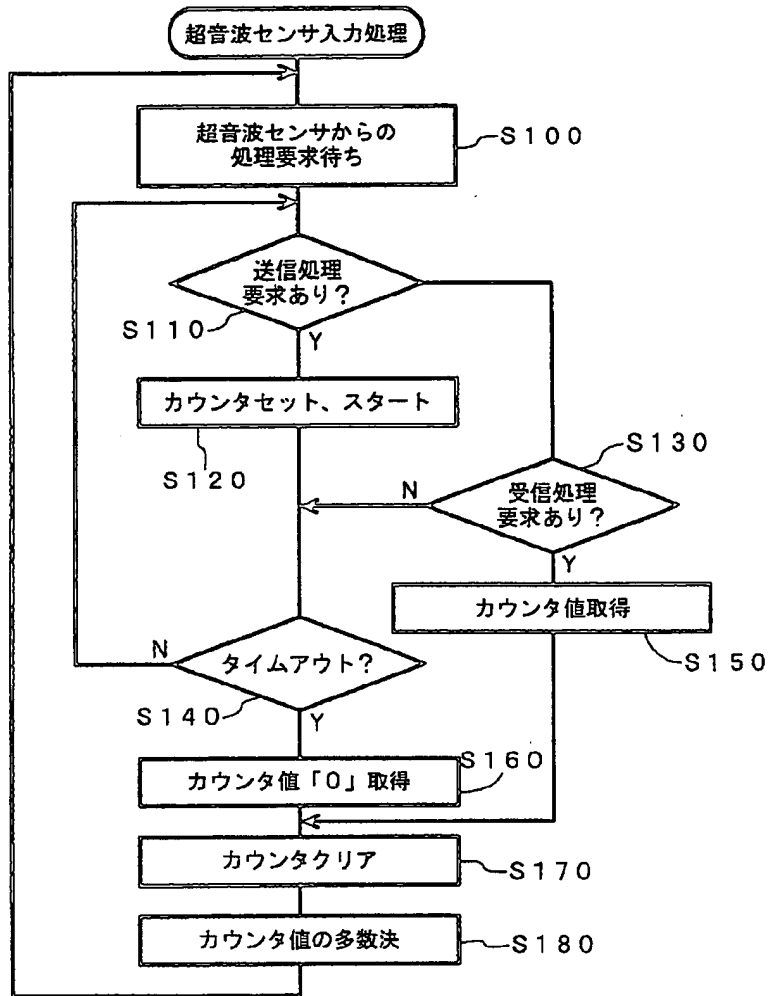 超音波センサ入力処理
超音波センサからの
処理要求待ち
S100
送信処理
要求あり?
S110
Y
カウンタセット、スタート
S120
S130
N
受信処理
要求あり?
Y
カウンタ値取得
S150
N
タイムアウト?
S140
Y
S160
カウンタ値「0」取得
カウンタクリア
S170
カウンタ値の多数決
S180